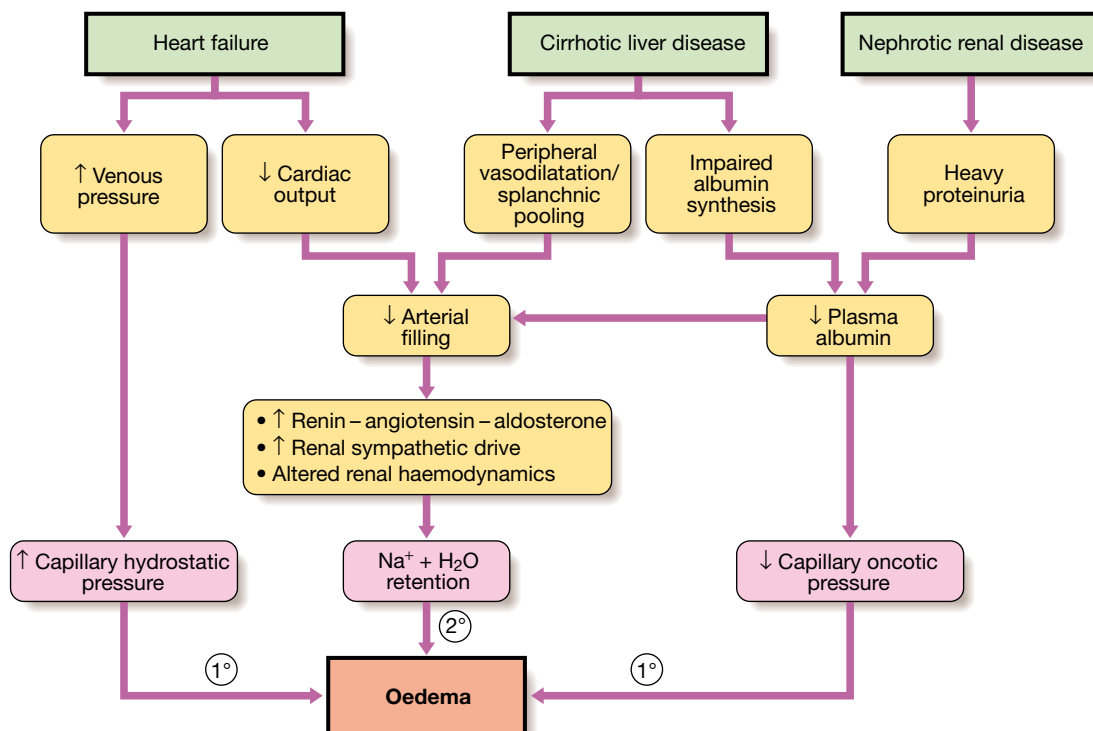 Heart failure
Cirrhotic liver disease
Nephrotic renal disease
↑ Venous
pressure
↓ Cardiac
output
Peripheral
vasodilatation/
splanchnic
pooling
Impaired
albumin
synthesis
Heavy
proteinuria
↓ Arterial
filling
↓ Plasma
albumin
• ↑ Renin – angiotensin – aldosterone
• ↑ Renal sympathetic drive
• Altered renal haemodynamics
↑ Capillary hydrostatic
pressure
Na⁺ + H₂O
retention
↓ Capillary oncotic
pressure
2°
1°
1°
Oedema